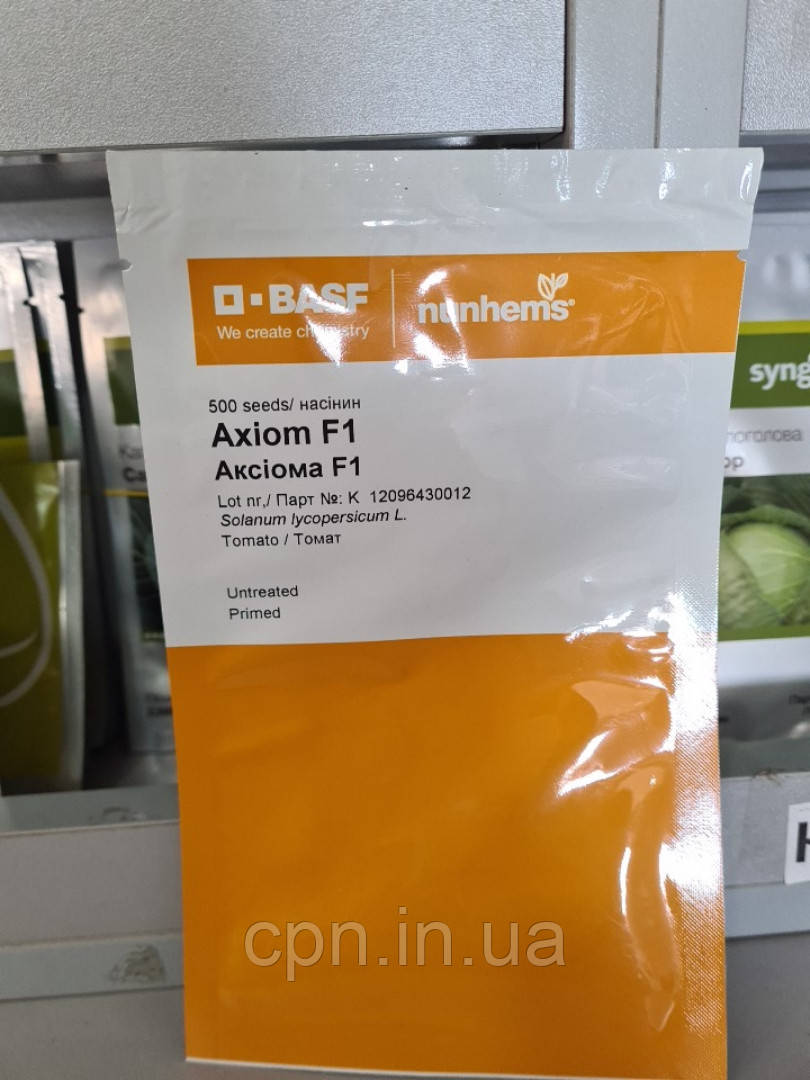 BASF
We create chemistry
nunhems®
500 seeds/ насінин
Axiom F1
Аксіома F1
Lot nr,/ Парт №: K 12096430012
Solanum lycopersicum L.
Tomato / Томат
Untreated
Primed
syng
cpn.in.ua